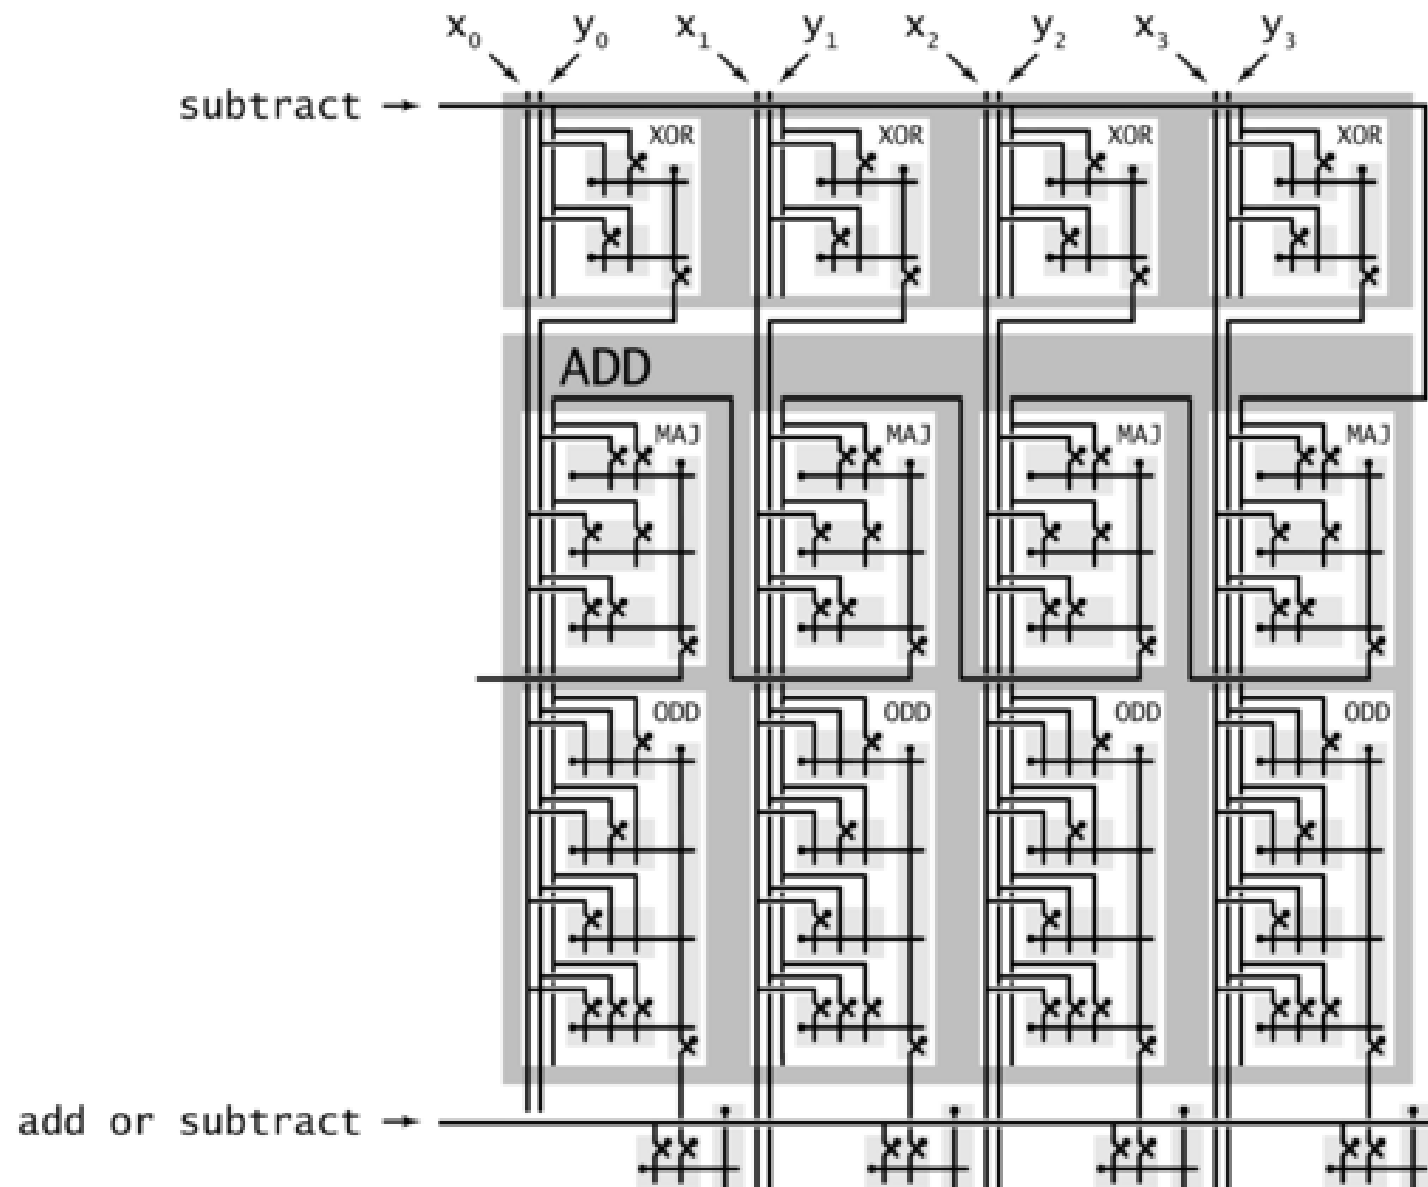 x₀ y₀ x₁ y₁ x₂ y₂ x₃ y₃
subtract →
XOR XOR XOR XOR
ADD
MAJ MAJ MAJ MAJ
ODD ODD ODD ODD
add or subtract →